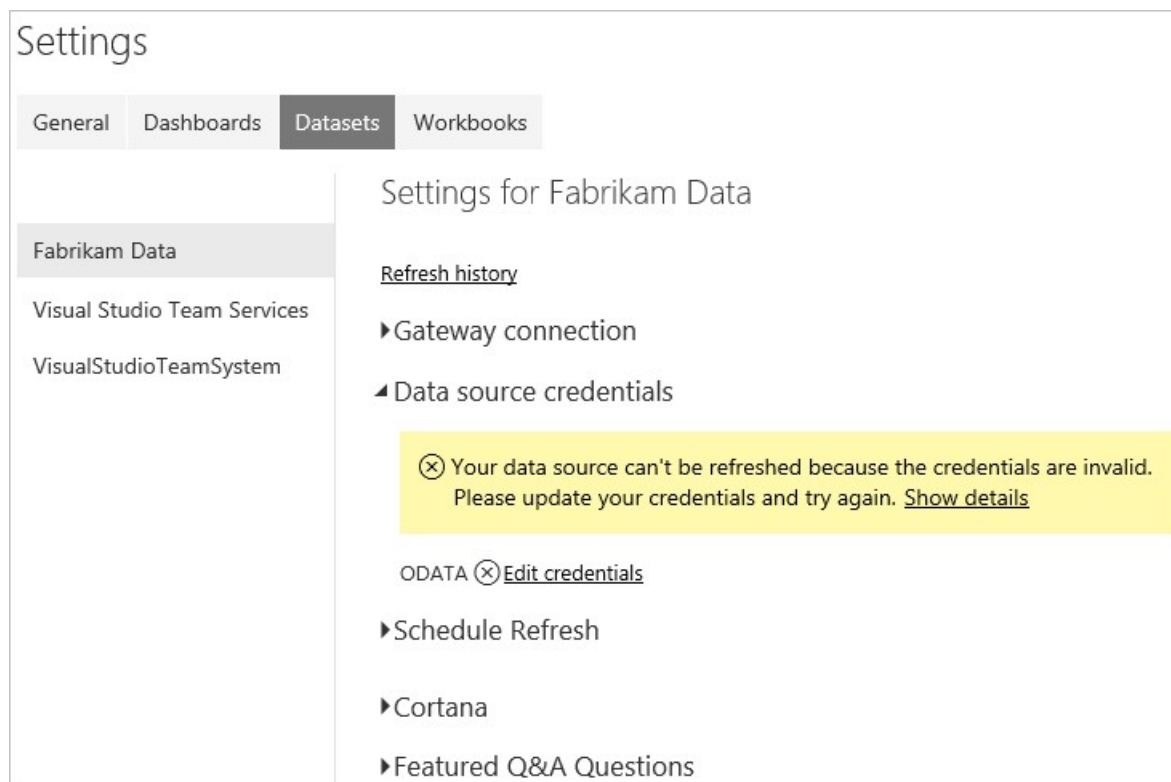 Settings
General Dashboards Datasets Workbooks
Fabrikam Data
Visual Studio Team Services
VisualStudioTeamSystem
Settings for Fabrikam Data
Refresh history
Gateway connection
Data source credentials
Your data source can't be refreshed because the credentials are invalid.
Please update your credentials and try again. Show details
ODATA Edit credentials
Schedule Refresh
Cortana
Featured Q&A Questions